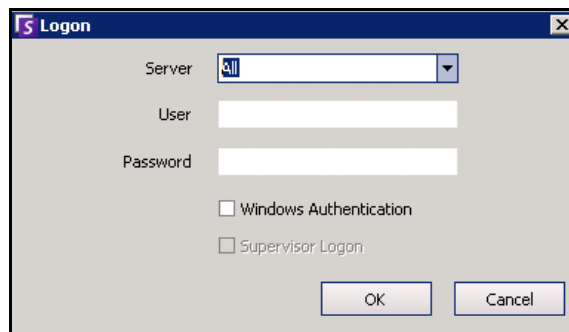 Logon
Server All
User
Password
Windows Authentication
Supervisor Logon
OK Cancel